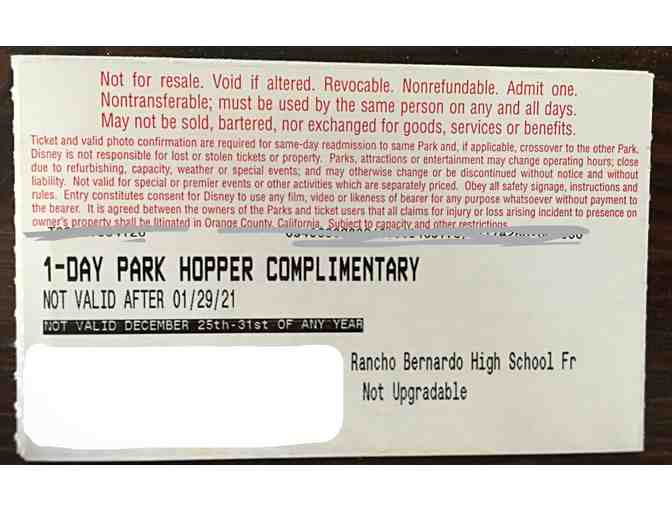 Not for resale. Void if altered. Revocable. Nonrefundable. Admit one.
Nontransferable; must be used by the same person on any and all days.
May not be sold, bartered, nor exchanged for goods, services or benefits.
Ticket and valid photo confirmation are required for same-day readmission to same Park and, if applicable, crossover to the other Park.
Disney is not responsible for lost or stolen tickets or property. Parks, attractions or entertainment may change operating hours; close
due to refurbishing, capacity, weather or special events; and may otherwise change or be discontinued without notice and without
liability. Not valid for special or premier events or other activities which are separately priced. Obey all safety signage, instructions and
rules. Entry constitutes consent for Disney to use any film, video or likeness of bearer for any purpose whatsoever without payment to
the bearer. It is agreed between the owners of the Parks and ticket users that all claims for injury or loss arising incident to presence on
owner's property shall be litigated in Orange County, California. Subject to capacity and other restrictions.
1-DAY PARK HOPPER COMPLIMENTARY
NOT VALID AFTER 01/29/21
NOT VALID DECEMBER 25th-31st OF ANY YEAR
Rancho Bernardo High School Fr
Not Upgradable